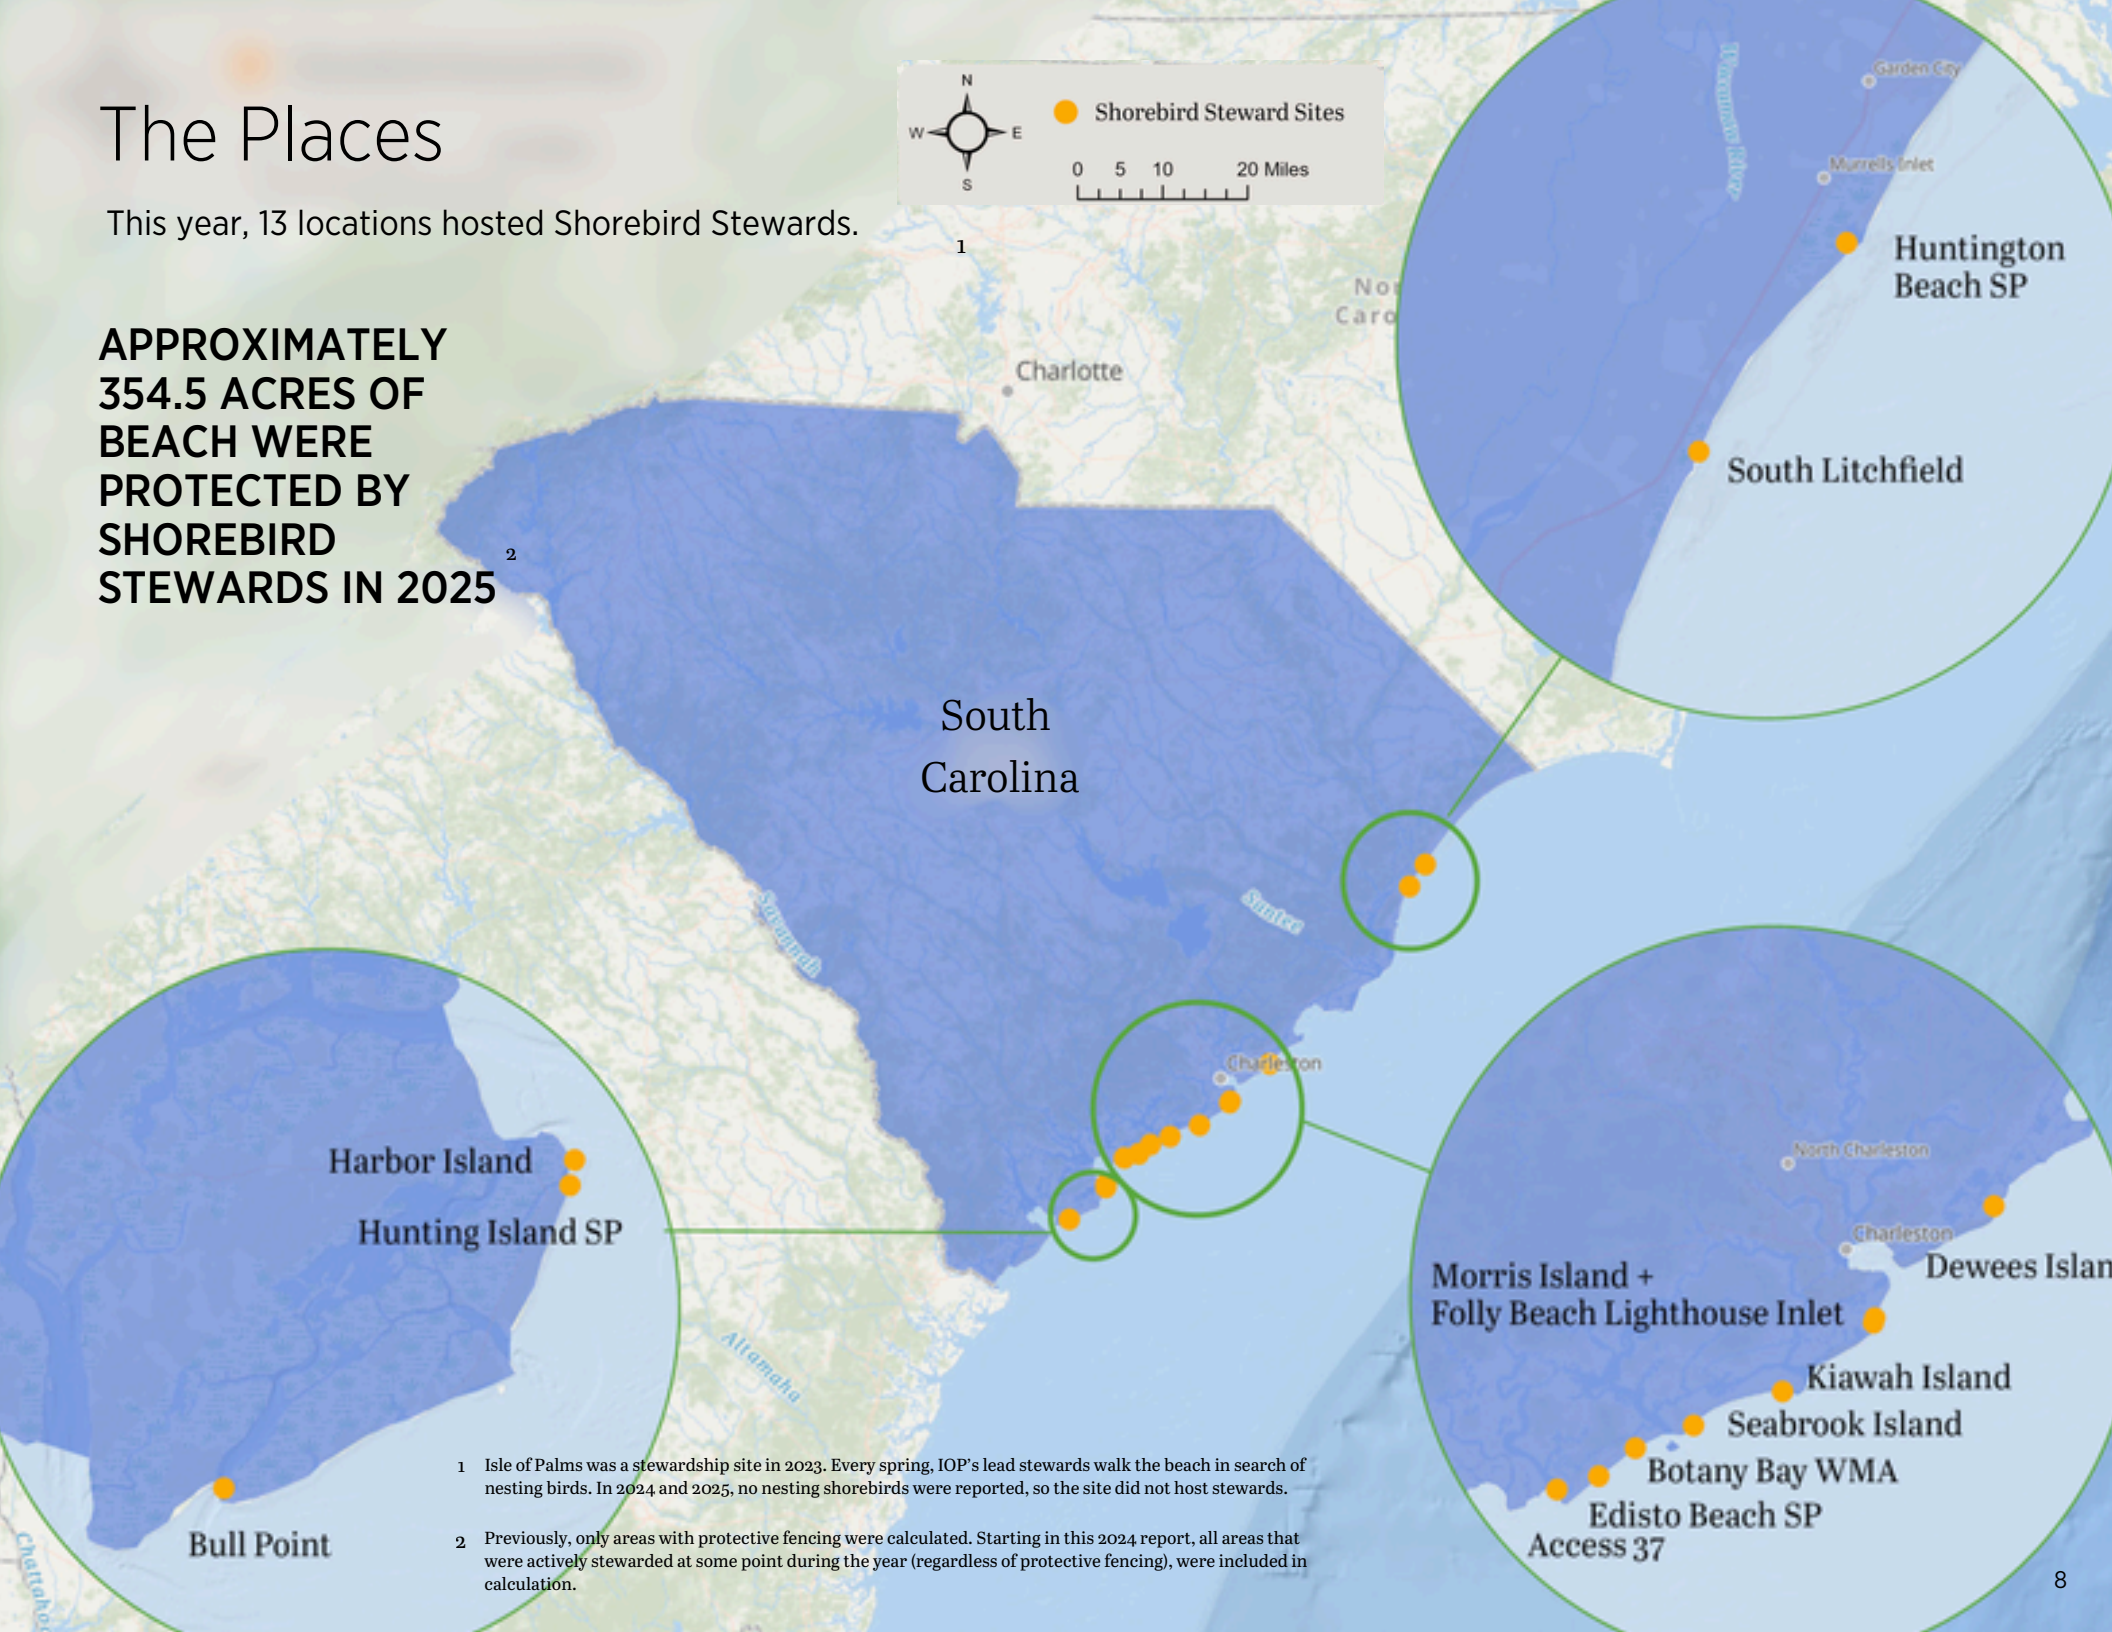 The Places
This year, 13 locations hosted Shorebird Stewards.
1
APPROXIMATELY
354.5 ACRES OF
BEACH WERE
PROTECTED BY
SHOREBIRD
STEWARDS IN 2025
2
N
W
E
S
Shorebird Steward Sites
0 5 10 20 Miles
Charlotte
South
Carolina
Savannah
Santee
Charleston
Altamaha
Garden City
Murrells Inlet
Huntington
Beach SP
South Litchfield
Harbor Island
Hunting Island SP
Bull Point
North Charleston
Charleston
Dewees Islan
Morris Island +
Folly Beach Lighthouse Inlet
Kiawah Island
Seabrook Island
Botany Bay WMA
Edisto Beach SP
Access 37
1 Isle of Palms was a stewardship site in 2023. Every spring, IOP's lead stewards walk the beach in search of
nesting birds. In 2024 and 2025, no nesting shorebirds were reported, so the site did not host stewards.
2 Previously, only areas with protective fencing were calculated. Starting in this 2024 report, all areas that
were actively stewarded at some point during the year (regardless of protective fencing), were included in
calculation.
8